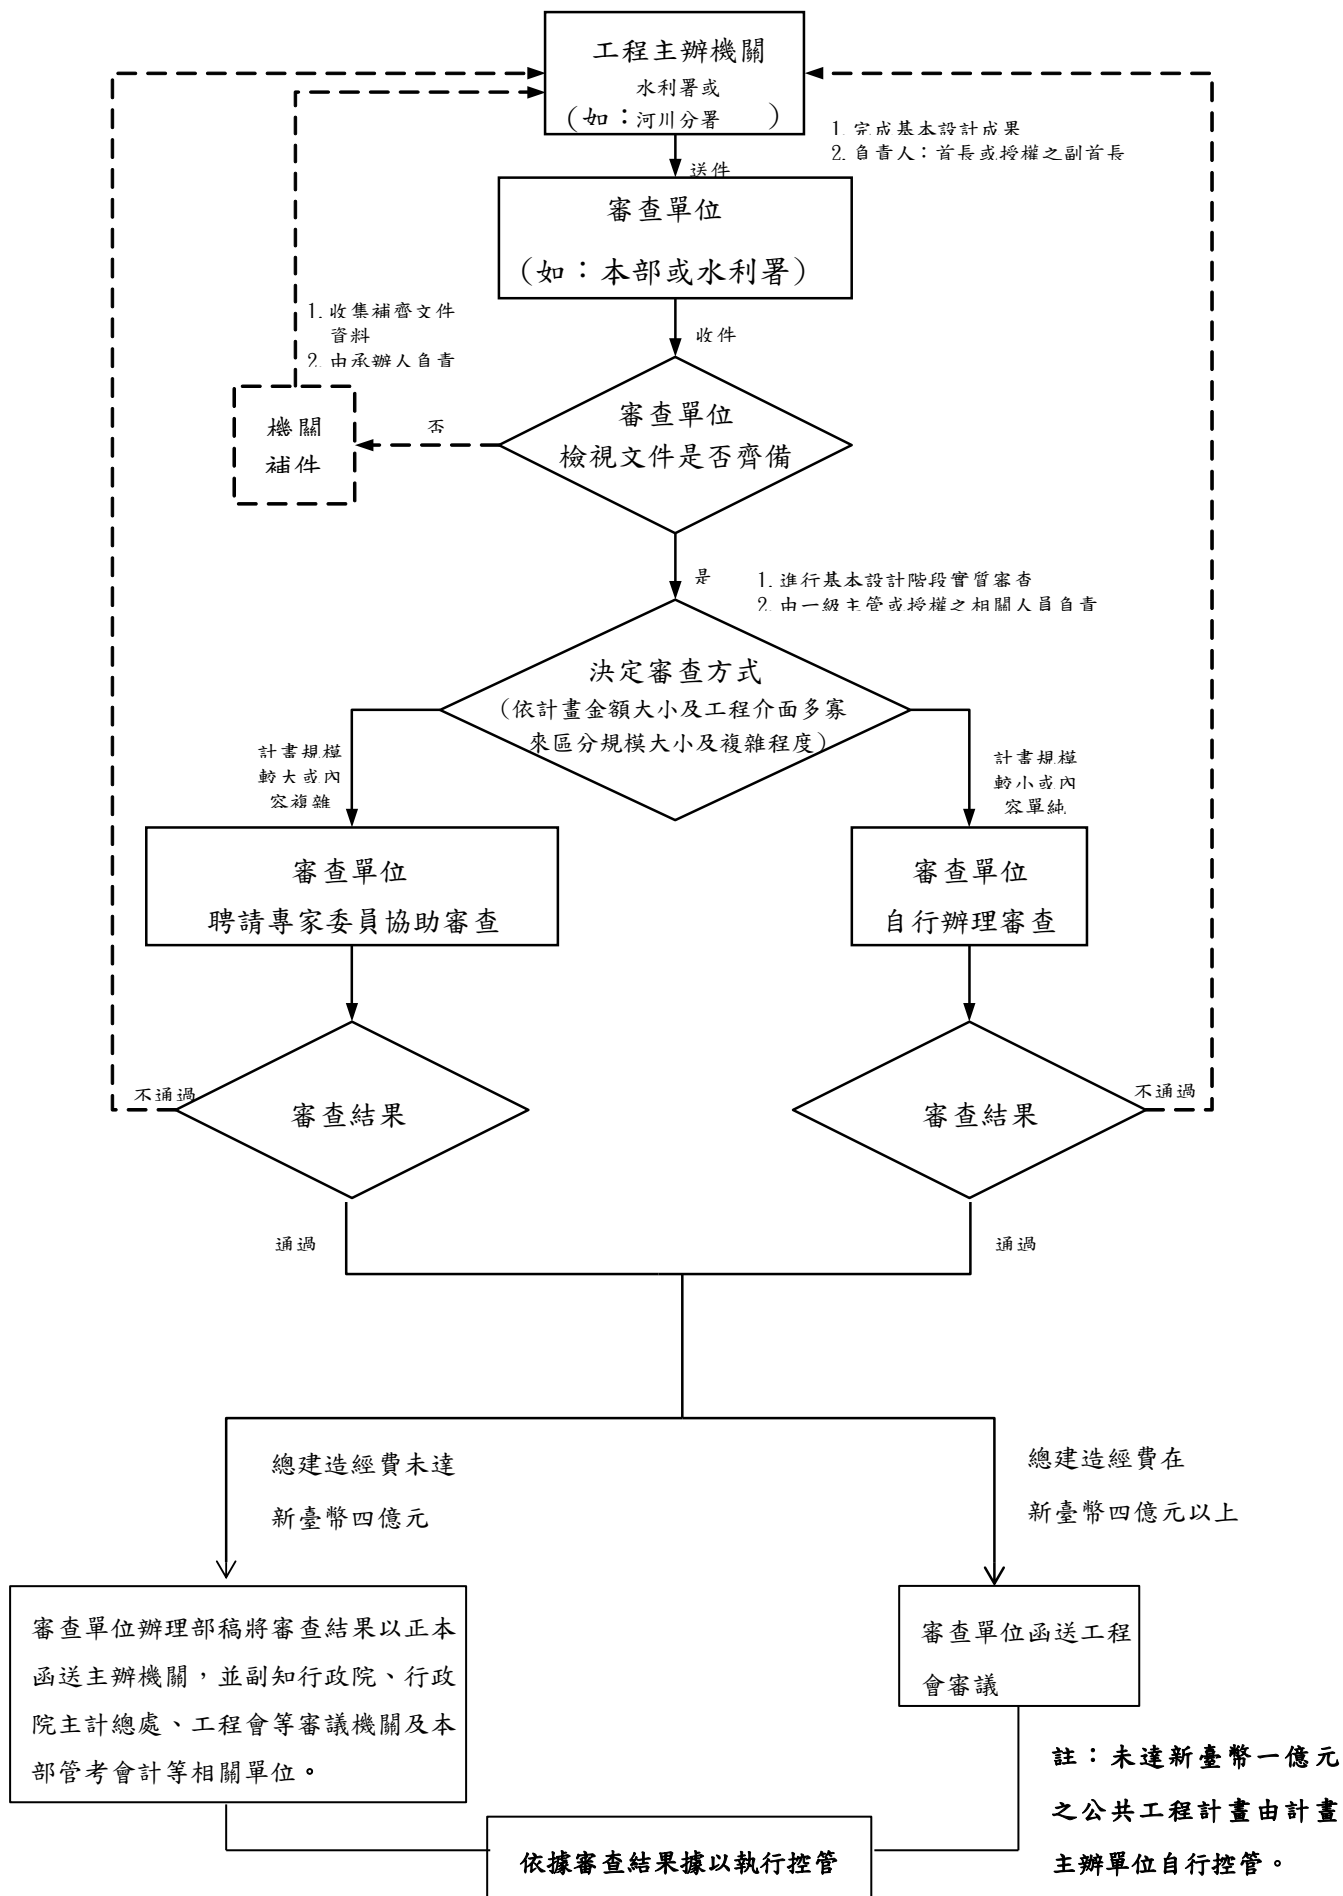 工程主辦機關
水利署或
(如：河川分署　　)
1. 完成基本設計成果
2. 負責人：首長或授權之副首長
送件
審查單位
(如：本部或水利署)
1. 收集補齊文件
資料
2. 由承辦人負責
收件
審查單位
檢視文件是否齊備
否
機關
補件
是
1. 進行基本設計階段實質審查
2. 由一級主管或授權之相關人員負責
決定審查方式
(依計畫金額大小及工程介面多寡
來區分規模大小及複雜程度)
計畫規模
較大或內
容複雜
計畫規模
較小或內
容單純
審查單位
聘請專家委員協助審查
審查單位
自行辦理審查
不通過
審查結果
審查結果
不通過
通過
通過
總建造經費未達
新臺幣四億元
總建造經費在
新臺幣四億元以上
審查單位辦理部稿將審查結果以正本
函送主辦機關，並副知行政院、行政
院主計總處、工程會等審議機關及本
部管考會計等相關單位。
審查單位函送工程
會審議
註：未達新臺幣一億元
之公共工程計畫由計畫
主辦單位自行控管。
依據審查結果據以執行控管